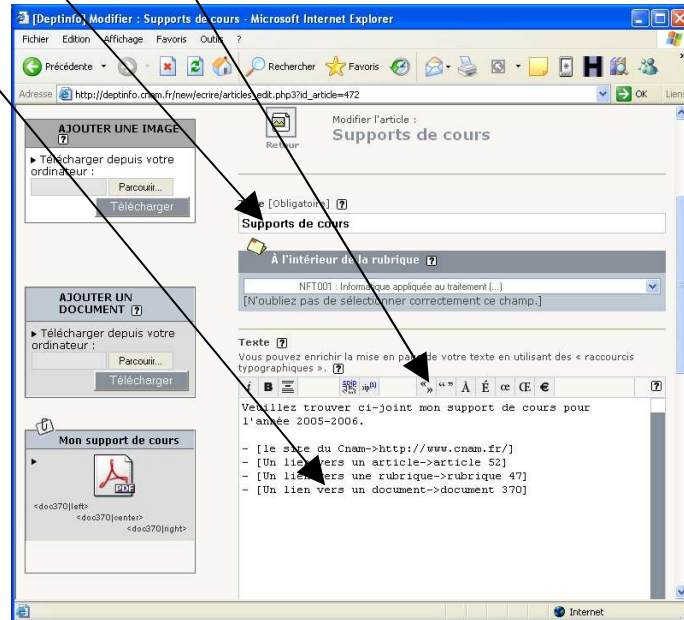 [Deptinfo] Modifier : Supports de cours - Microsoft Internet Explorer
Fichier Edition Affichage Favoris Outils ?
Précédente Rechercher Favoris
Adresse http://deptinfo.cnam.fr/new/ecrire/articles_edit.php3?id_article=472 OK Liens
AJOUTER UNE IMAGE ?
Télécharger depuis votre
ordinateur :
Parcourir...
Télécharger
AJOUTER UN
DOCUMENT ?
Télécharger depuis votre
ordinateur :
Parcourir...
Télécharger
Mon support de cours
PDF
<doc370|left>
<doc370|center>
<doc370|right>
Retour
Modifier l'article :
Supports de cours
[Obligatoire] ?
Supports de cours
À l'intérieur de la rubrique ?
NFT001 : Informatique appliquée au traitement (...)
[N'oubliez pas de sélectionner correctement ce champ.]
Texte ?
Vous pouvez enrichir la mise en page de votre texte en utilisant des « raccourcis
typographiques ». ?
i B « » “ ” À É œ Œ € ?
Veuillez trouver ci-joint mon support de cours pour
l'année 2005-2006.
- [le site du Cnam->http://www.cnam.fr/]
- [Un lien vers un article->article 52]
- [Un lien vers une rubrique->rubrique 47]
- [Un lien vers un document->document 370]
Internet